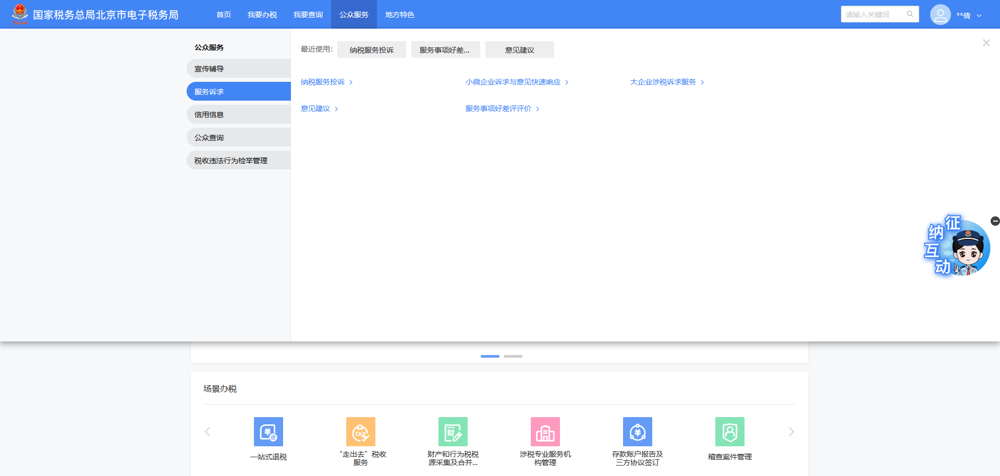 国家税务总局北京市电子税务局
首页 我要办税 我要查询 公众服务 地方特色
请输入关键词
**倩
公众服务
宣传辅导
服务诉求
信用信息
公众查询
税收违法行为检举管理
最近使用： 纳税服务投诉 服务事项好差... 意见建议
纳税服务投诉 小微企业诉求与意见快速响应 大企业涉税诉求服务
意见建议 服务事项好差评评价
征
纳
互
动
场景办税
退
TAX
财
一站式退税
“走出去”税收
服务
财产和行为税税
源采集及合并...
涉税专业服务机
构管理
存款账户报告及
三方协议签订
稽查案件管理